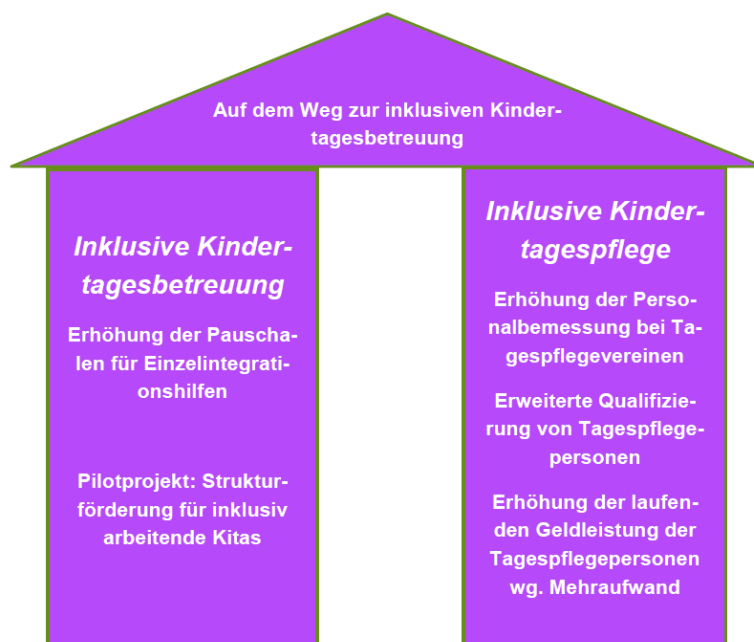 Auf dem Weg zur inklusiven Kinder-
tagesbetreuung
Inklusive Kinder-
tagesbetreuung
Erhöhung der Pauscha-
len für Einzelintegrati-
onshilfen
Pilotprojekt: Struktur-
förderung für inklusiv
arbeitende Kitas
Inklusive Kinder-
tagespflege
Erhöhung der Perso-
nalbemessung bei Ta-
gespflegevereinen
Erweiterte Qualifizie-
rung von Tagespflege-
personen
Erhöhung der laufen-
den Geldleistung der
Tagespflegepersonen
wg. Mehraufwand